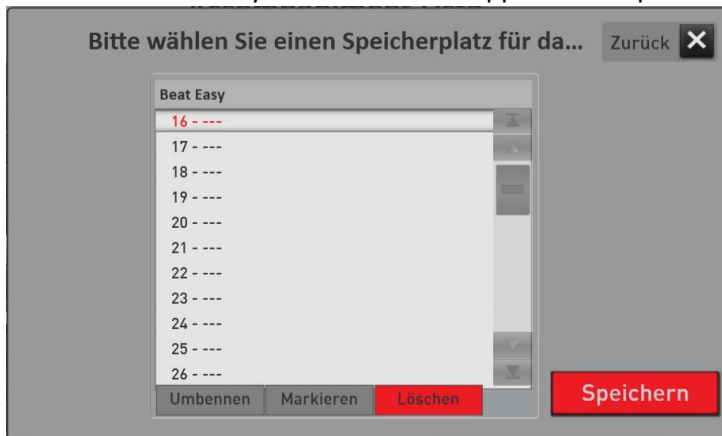 Bitte wählen Sie einen Speicherplatz für da...
Zurück X
Beat Easy
16 - ---
17 - ---
18 - ---
19 - ---
20 - ---
21 - ---
22 - ---
23 - ---
24 - ---
25 - ---
26 - ---
Umbennen Markieren Löschen
Speichern